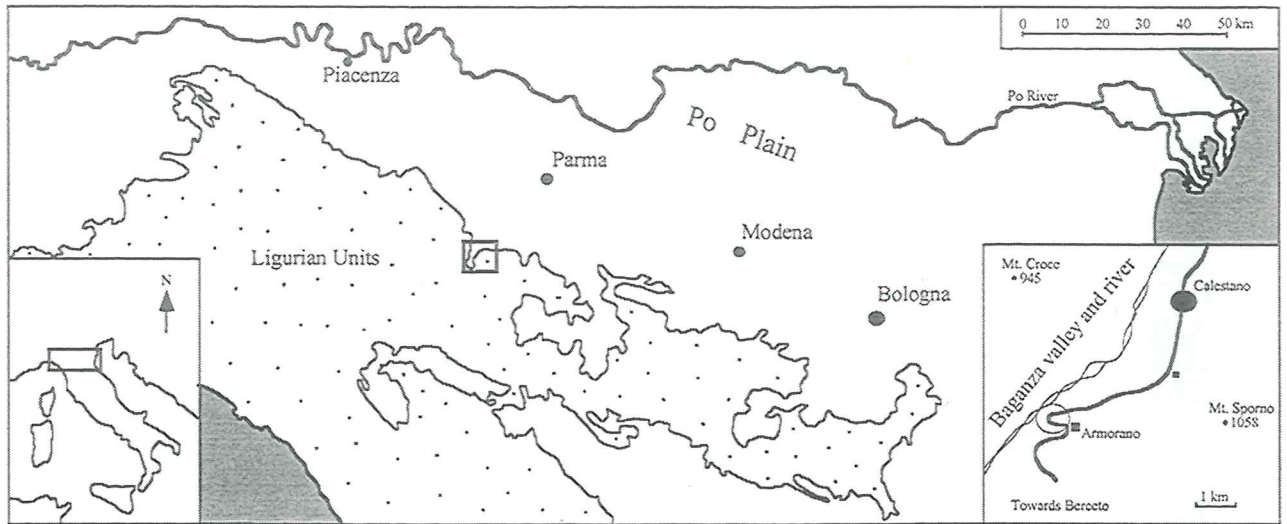 0 10 20 30 40 50 km
Piacenza
Po River
Po Plain
Parma
Modena
Ligurian Units
Bologna
N
Mt. Croce
945
Calestano
Baganza valley and river
Mt. Sporno
1058
Armorano
Towards Berceto
1 km